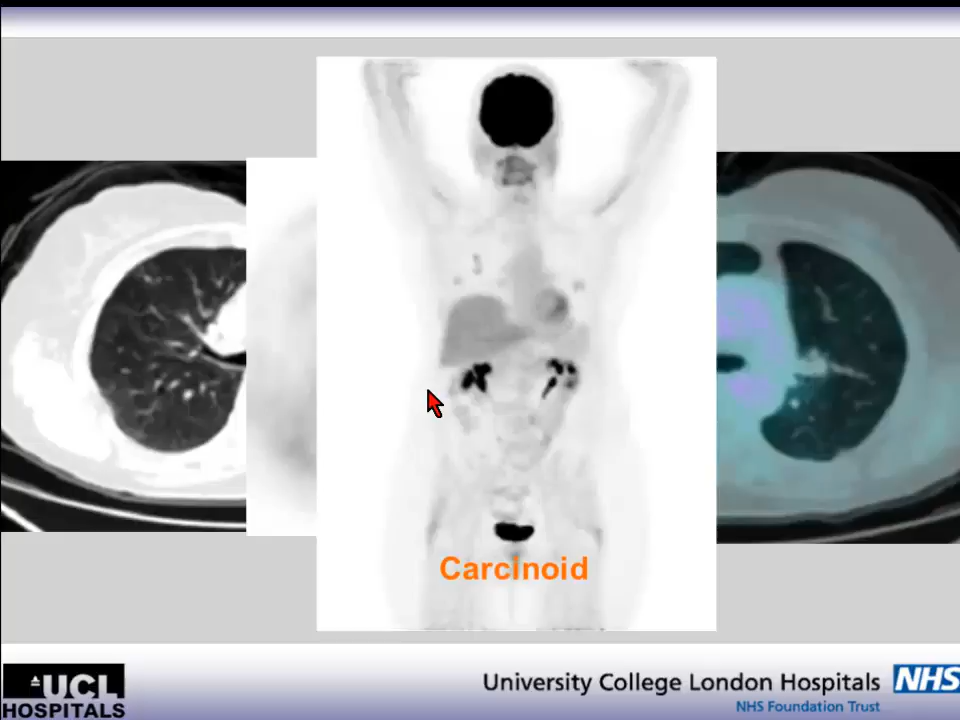 Carcinoid
UCL
HOSPITALS
University College London Hospitals
NHS
NHS Foundation Trust